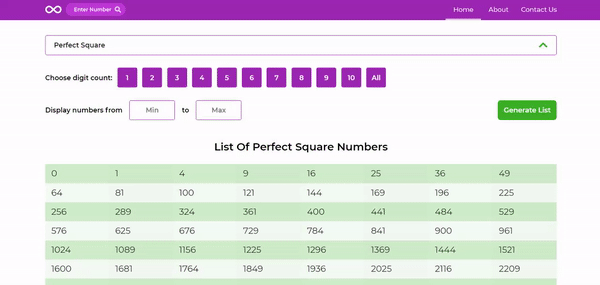 Enter Number Home About Contact Us
Perfect Square
Choose digit count: 1 2 3 4 5 6 7 8 9 10 All
Display numbers from Min to Max Generate List
List Of Perfect Square Numbers
0 1 4 9 16 25 36 49
64 81 100 121 144 169 196 225
256 289 324 361 400 441 484 529
576 625 676 729 784 841 900 961
1024 1089 1156 1225 1296 1369 1444 1521
1600 1681 1764 1849 1936 2025 2116 2209